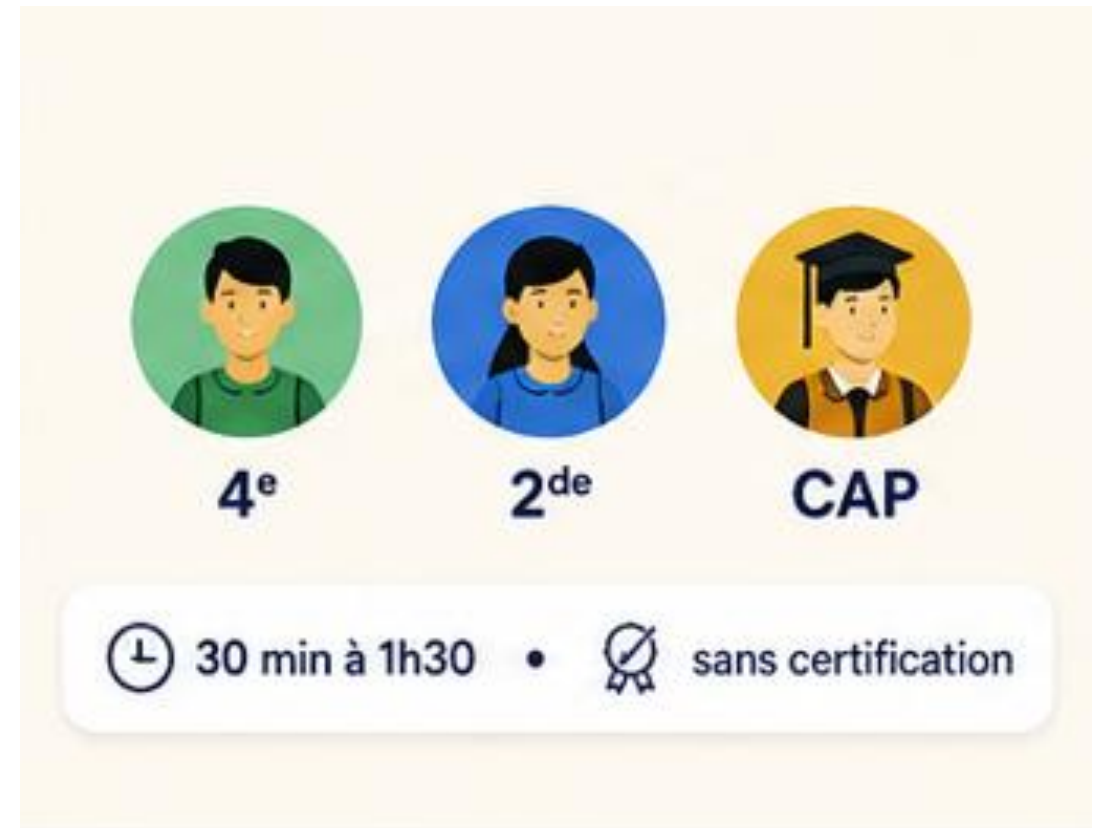 4ᵉ 2ᵈᵉ CAP
30 min à 1h30 • sans certification